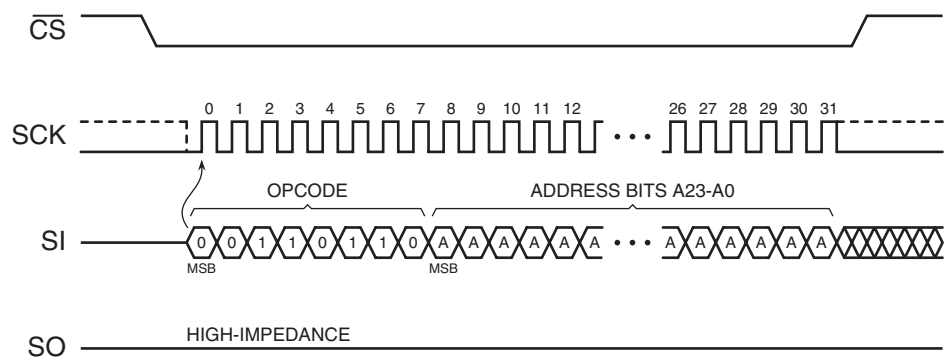 CS
SCK
0 1 2 3 4 5 6 7 8 9 10 11 12 26 27 28 29 30 31
OPCODE ADDRESS BITS A23-A0
SI
0 0 1 1 0 1 1 0 A A A A A A A A A A A A
MSB MSB
HIGH-IMPEDANCE
SO